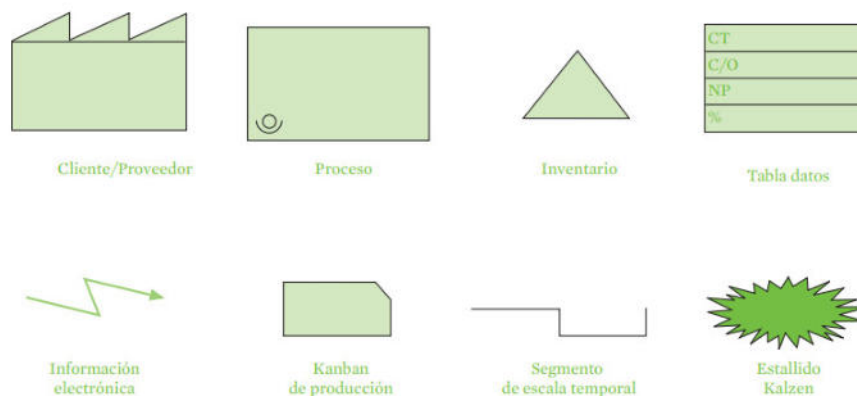 CT
C/O
NP
%
Cliente/Proveedor
Proceso
Inventario
Tabla datos
Información
electrónica
Kanban
de producción
Segmento
de escala temporal
Estallido
Kalzen